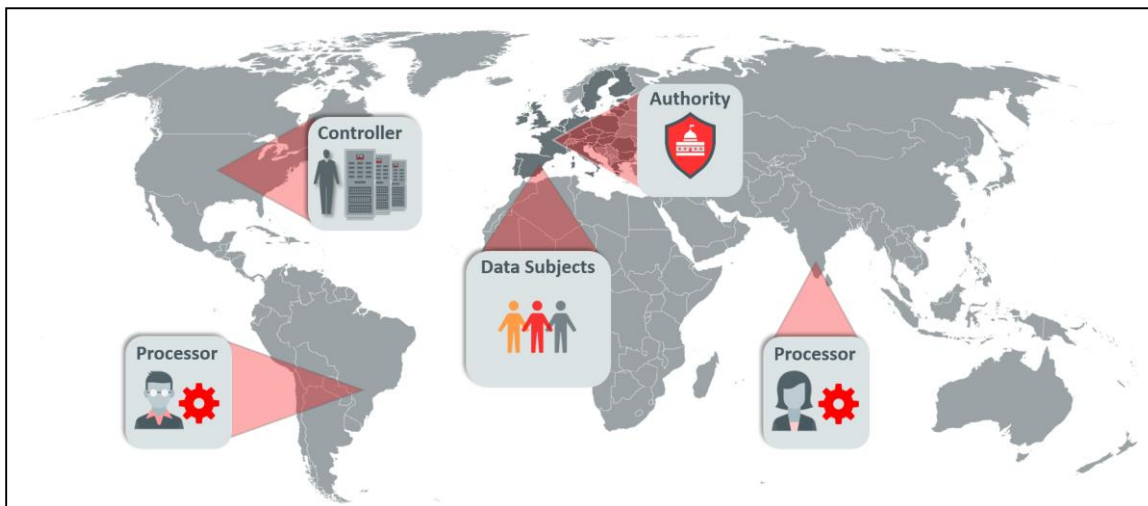 Authority
Controller
Data Subjects
Processor
Processor